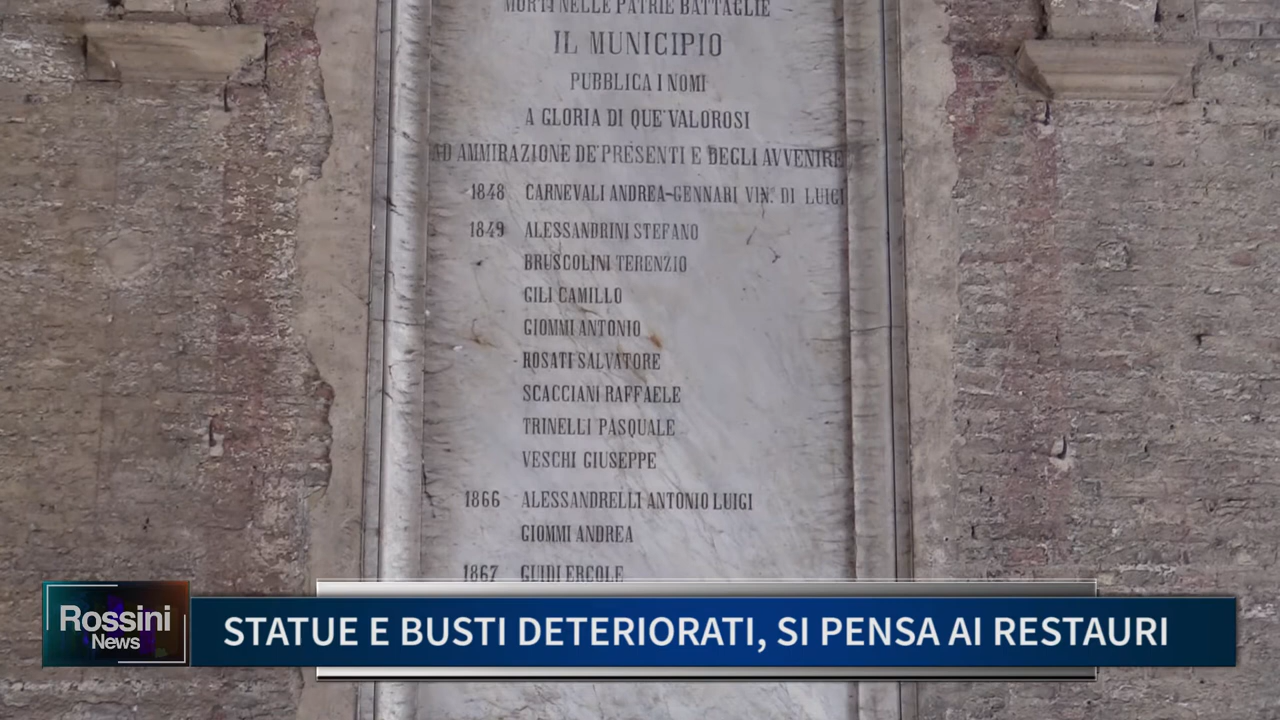 MORTI NELLE PATRIE BATTAGLIE
IL MUNICIPIO
PUBBLICA I NOMI
A GLORIA DI QUE' VALOROSI
AD AMMIRAZIONE DE' PRESENTI E DEGLI AVVENIRE
1848 CARNEVALI ANDREA-GENNARI VIN. DI LUIGI
1849 ALESSANDRINI STEFANO
BRUSCOLINI TERENZIO
GILI CAMILLO
GIOMMI ANTONIO
ROSATI SALVATORE
SCACCIANI RAFFAELE
TRINELLI PASQUALE
VESCHI GIUSEPPE
1866 ALESSANDRELLI ANTONIO LUIGI
GIOMMI ANDREA
1867 GUIDI ERCOLE
Rossini
News
STATUE E BUSTI DETERIORATI, SI PENSA AI RESTAURI